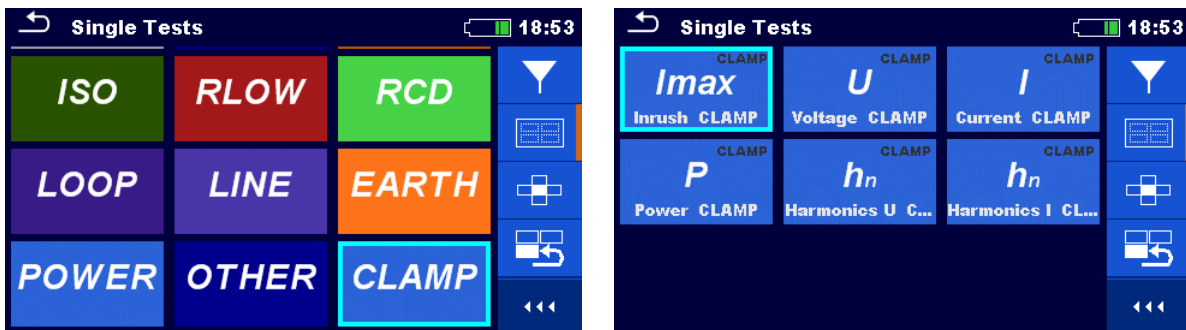 Single Tests 18:53
ISO RLOW RCD
LOOP LINE EARTH
POWER OTHER CLAMP
Single Tests 18:53
CLAMP CLAMP CLAMP
Imax U I
Inrush CLAMP Voltage CLAMP Current CLAMP
CLAMP CLAMP CLAMP
P hn hn
Power CLAMP Harmonics U C... Harmonics I CL...